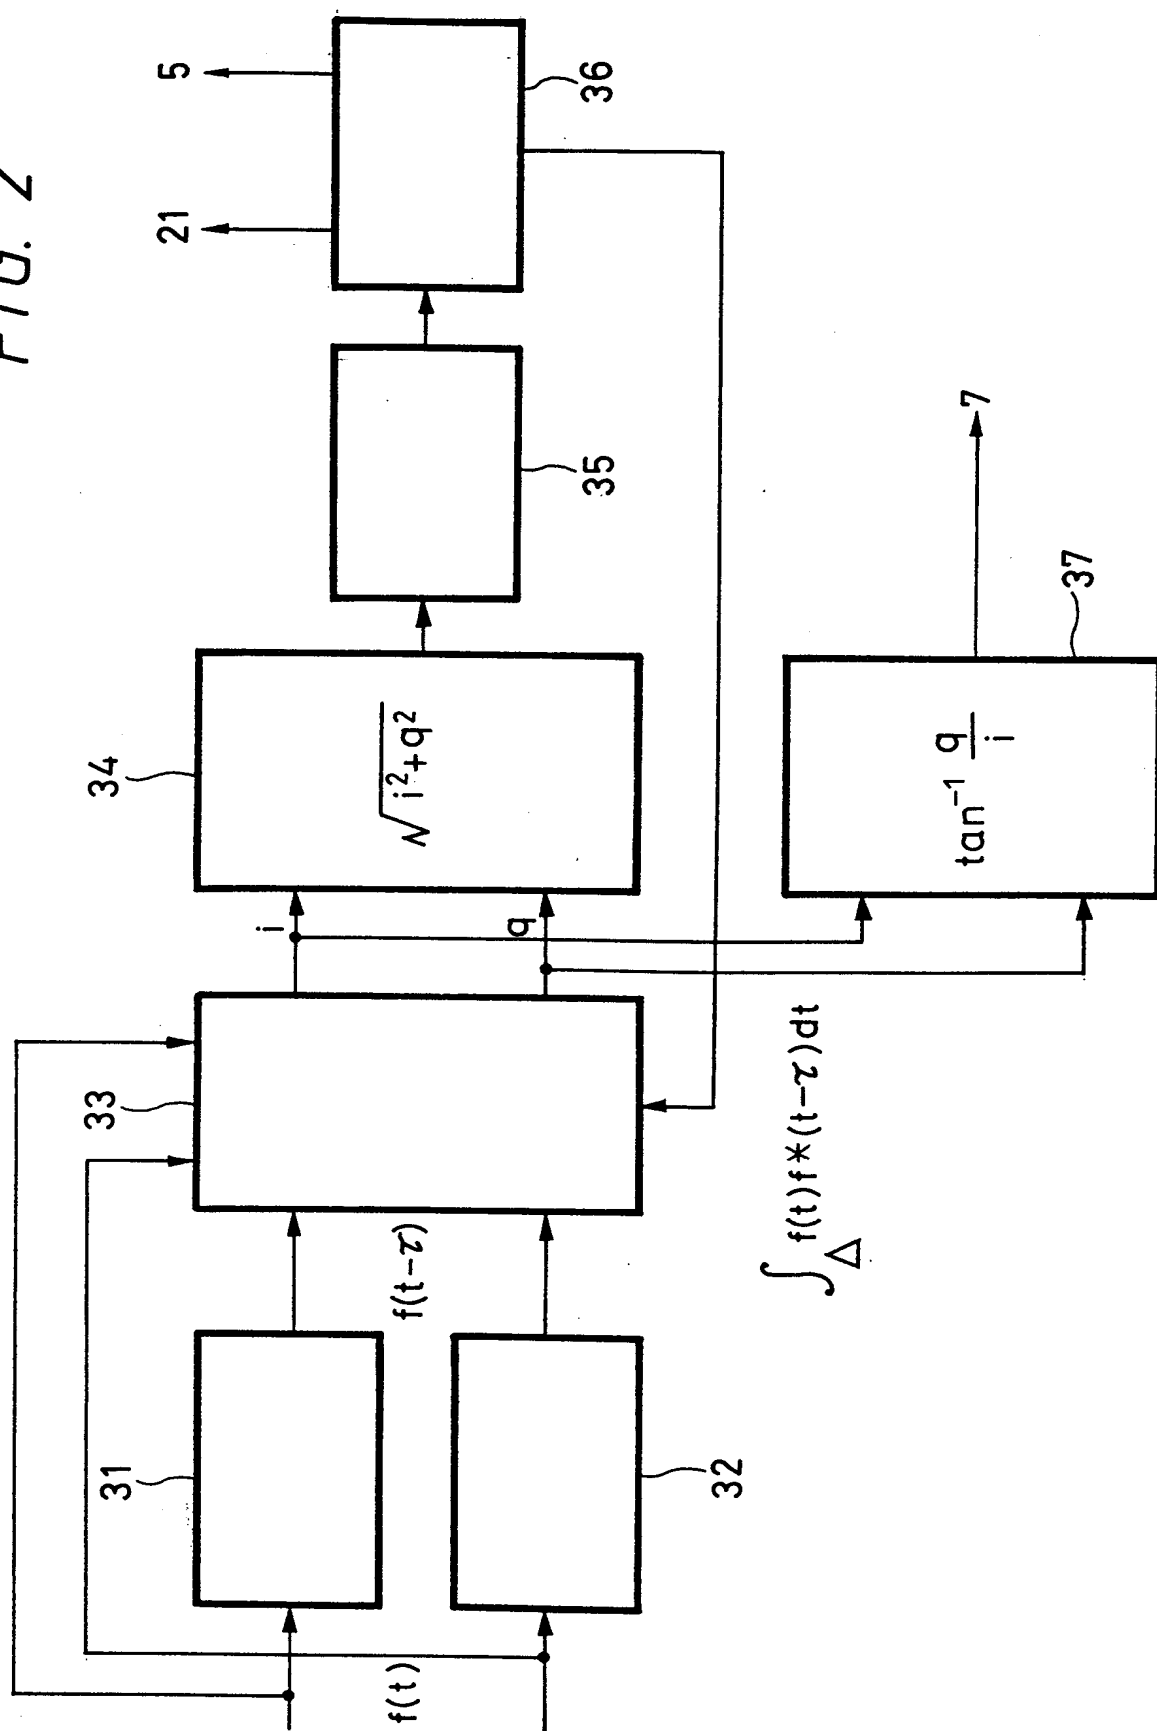 FIG. 2
f(t)
31
32
f(t-τ)
33
∫Δ f(t)f*(t-τ)dt
i
q
34
√i²+q²
35
36
21
5
tan⁻¹ q/i
37
7